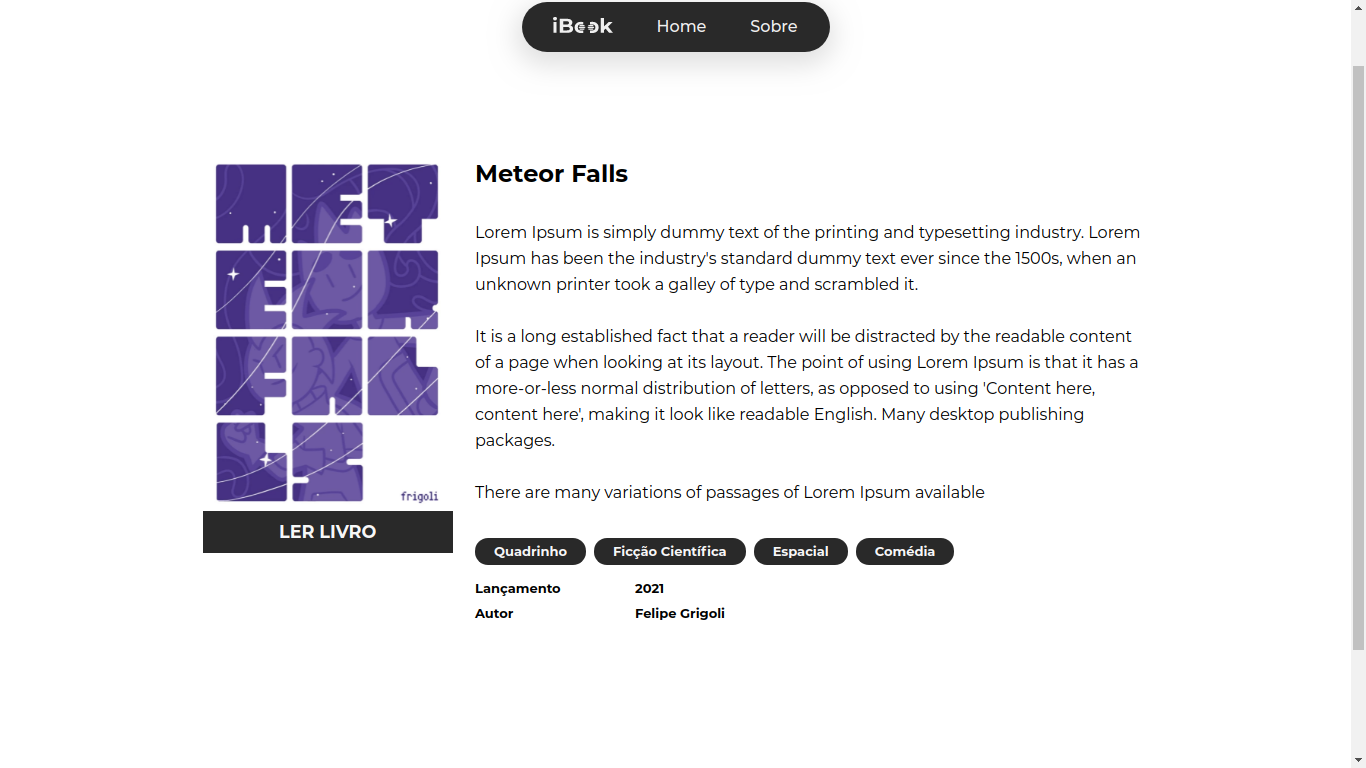 iBook
Home
Sobre
MET
EOR
FAL
LS
frigoli
LER LIVRO
Meteor Falls
Lorem Ipsum is simply dummy text of the printing and typesetting industry. Lorem
Ipsum has been the industry's standard dummy text ever since the 1500s, when an
unknown printer took a galley of type and scrambled it.
It is a long established fact that a reader will be distracted by the readable content
of a page when looking at its layout. The point of using Lorem Ipsum is that it has a
more-or-less normal distribution of letters, as opposed to using 'Content here,
content here', making it look like readable English. Many desktop publishing
packages.
There are many variations of passages of Lorem Ipsum available
Quadrinho
Ficção Científica
Espacial
Comédia
Lançamento 2021
Autor Felipe Grigoli